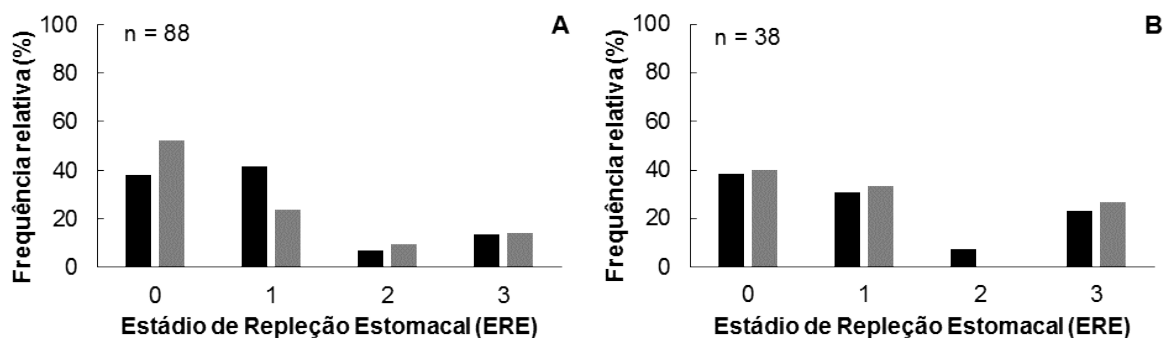 A
n = 88
Frequência relativa (%)
100
80
60
40
20
0
0 1 2 3
Estádio de Repleção Estomacal (ERE)
B
n = 38
Frequência relativa (%)
100
80
60
40
20
0
0 1 2 3
Estádio de Repleção Estomacal (ERE)